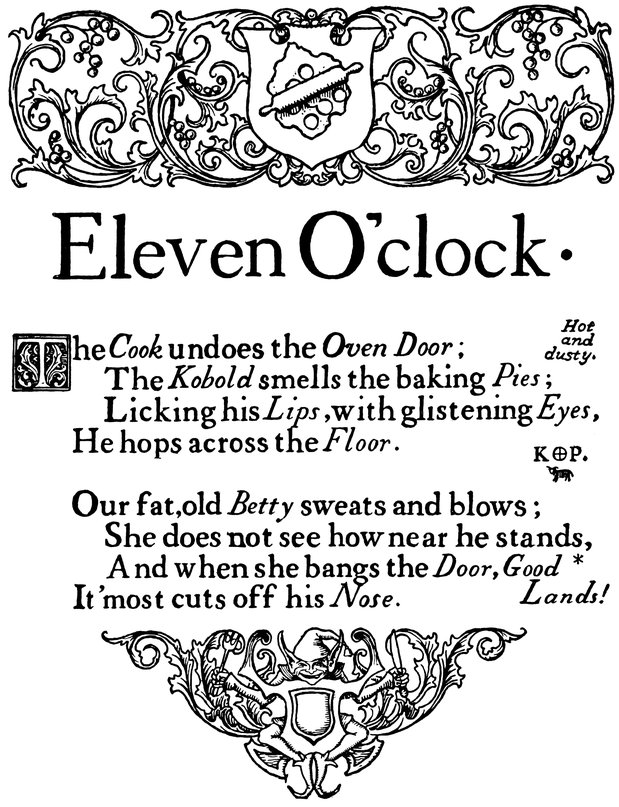 Eleven O'clock.
The Cook undoes the Oven Door;
Hot
and
dusty.
The Kobold smells the baking Pies;
Licking his Lips, with glistening Eyes,
He hops across the Floor.
K⊕P.
Our fat, old Betty sweats and blows;
She does not see how near he stands,
And when she bangs the Door, Good *
Lands!
It 'most cuts off his Nose.